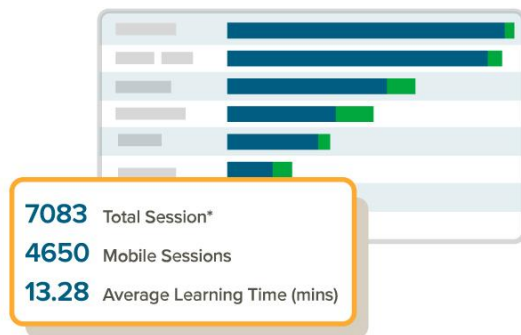 7083 Total Session*
4650 Mobile Sessions
13.28 Average Learning Time (mins)